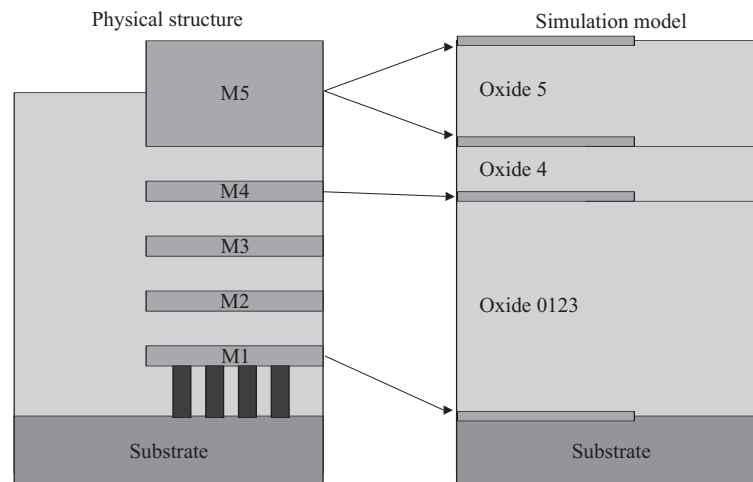 Physical structure
Simulation model
M5
M4
M3
M2
M1
Substrate
Oxide 5
Oxide 4
Oxide 0123
Substrate